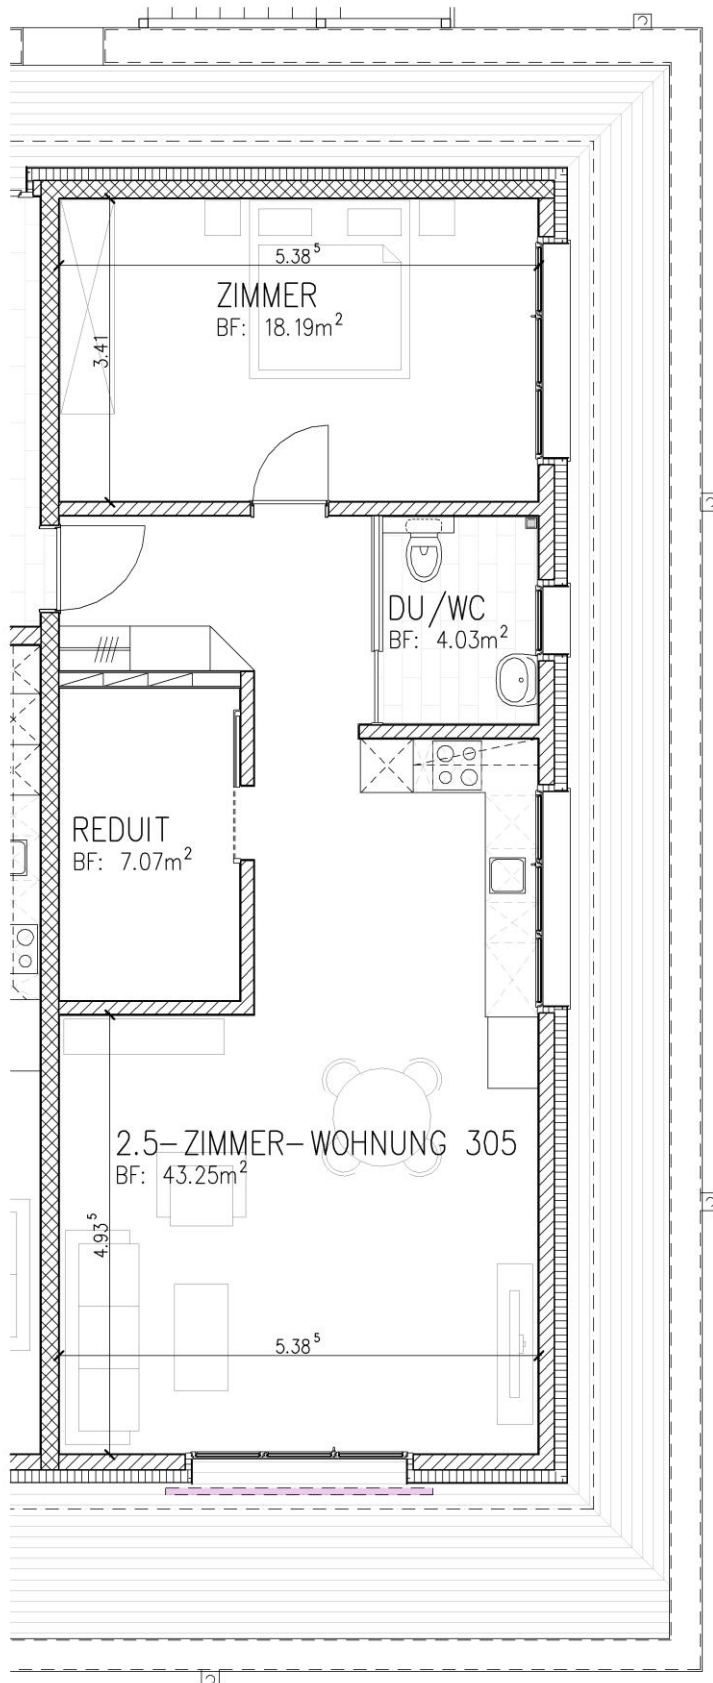 5.38⁵
ZIMMER
BF: 18.19m²
3.41
DU/WC
BF: 4.03m²
REDUIT
BF: 7.07m²
2.5-ZIMMER-WOHNUNG 305
BF: 43.25m²
4.93⁵
5.38⁵